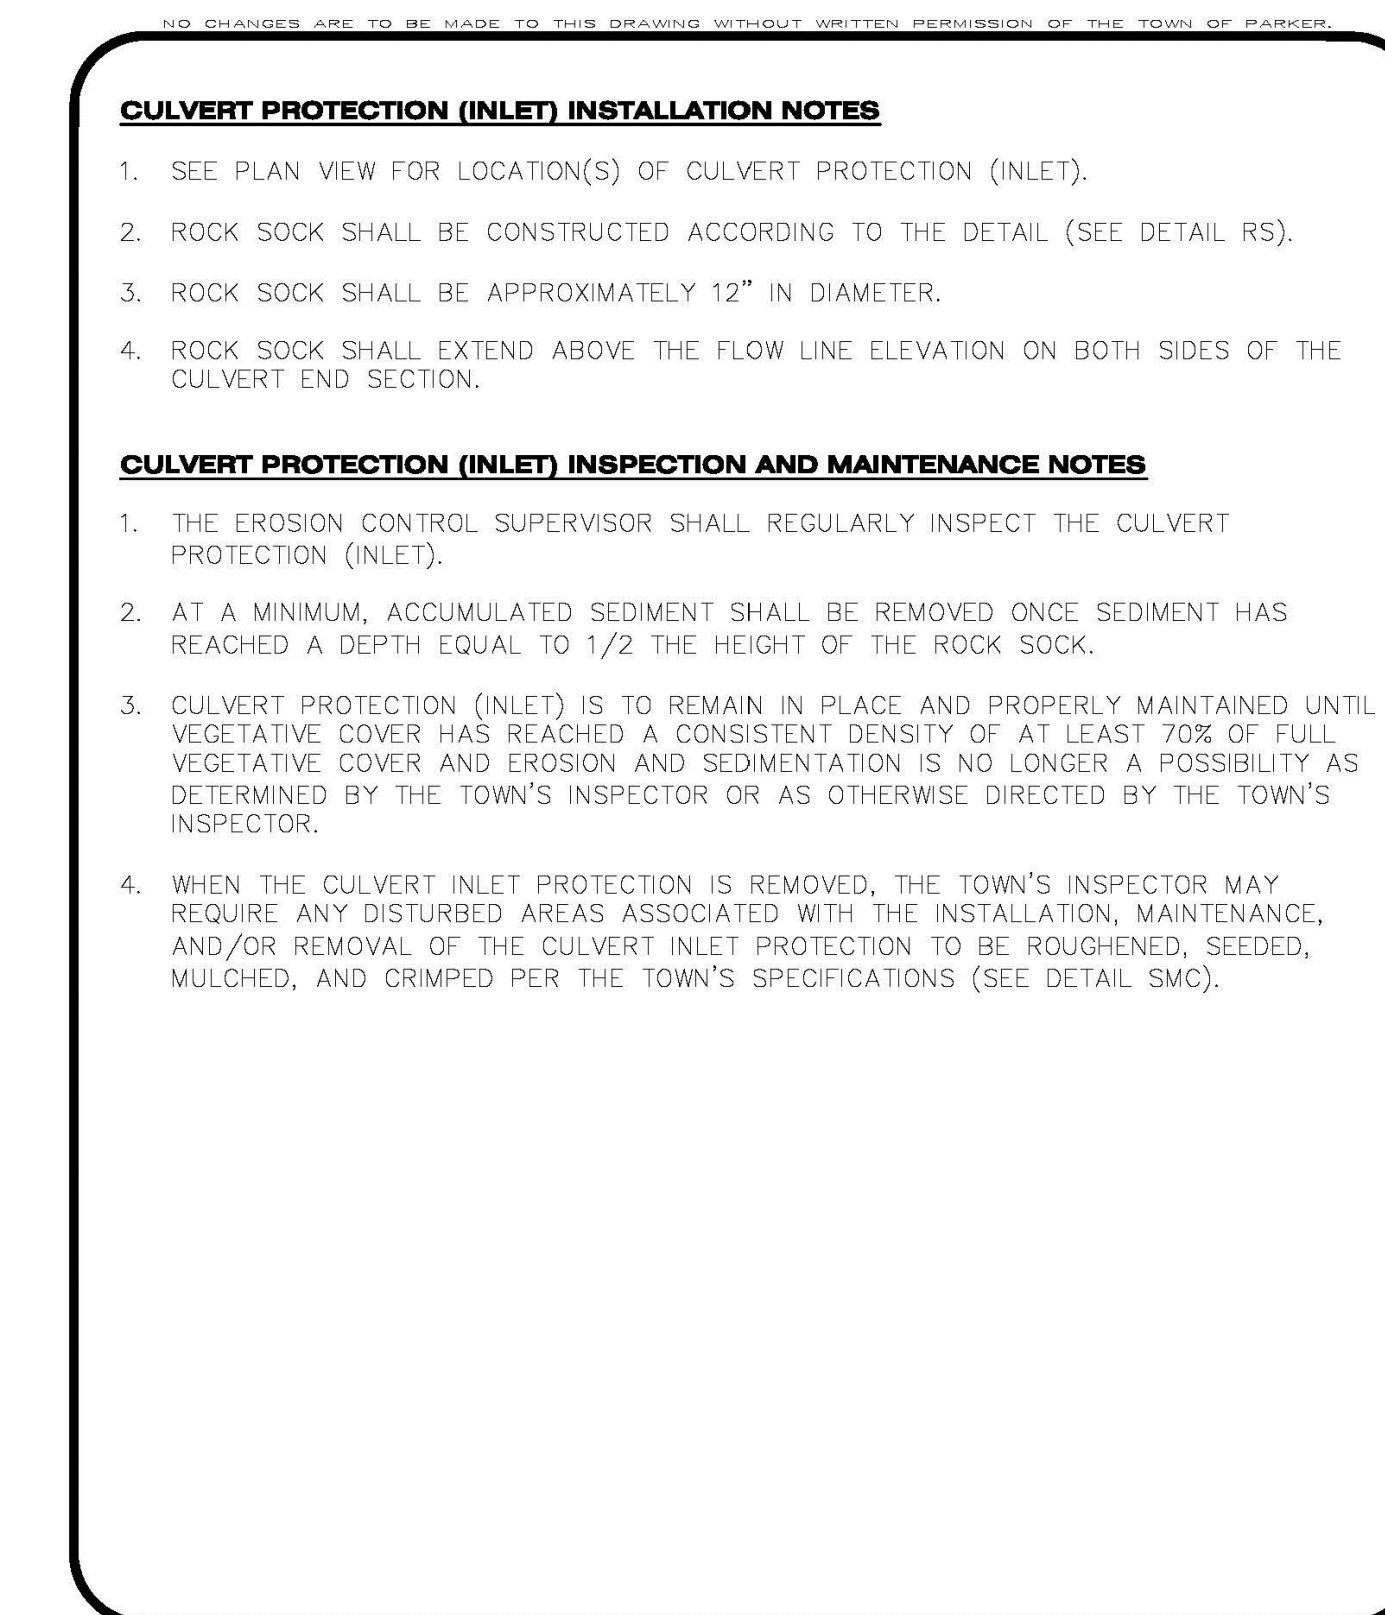 NO CHANGES ARE TO BE MADE TO THIS DRAWING WITHOUT WRITTEN PERMISSION OF THE TOWN OF PARKER.
CULVERT PROTECTION (INLET) INSTALLATION NOTES
1. SEE PLAN VIEW FOR LOCATION(S) OF CULVERT PROTECTION (INLET).
2. ROCK SOCK SHALL BE CONSTRUCTED ACCORDING TO THE DETAIL (SEE DETAIL RS).
3. ROCK SOCK SHALL BE APPROXIMATELY 12" IN DIAMETER.
4. ROCK SOCK SHALL EXTEND ABOVE THE FLOW LINE ELEVATION ON BOTH SIDES OF THE
CULVERT END SECTION.
CULVERT PROTECTION (INLET) INSPECTION AND MAINTENANCE NOTES
1. THE EROSION CONTROL SUPERVISOR SHALL REGULARLY INSPECT THE CULVERT
PROTECTION (INLET).
2. AT A MINIMUM, ACCUMULATED SEDIMENT SHALL BE REMOVED ONCE SEDIMENT HAS
REACHED A DEPTH EQUAL TO 1/2 THE HEIGHT OF THE ROCK SOCK.
3. CULVERT PROTECTION (INLET) IS TO REMAIN IN PLACE AND PROPERLY MAINTAINED UNTIL
VEGETATIVE COVER HAS REACHED A CONSISTENT DENSITY OF AT LEAST 70% OF FULL
VEGETATIVE COVER AND EROSION AND SEDIMENTATION IS NO LONGER A POSSIBILITY AS
DETERMINED BY THE TOWN'S INSPECTOR OR AS OTHERWISE DIRECTED BY THE TOWN'S
INSPECTOR.
4. WHEN THE CULVERT INLET PROTECTION IS REMOVED, THE TOWN'S INSPECTOR MAY
REQUIRE ANY DISTURBED AREAS ASSOCIATED WITH THE INSTALLATION, MAINTENANCE,
AND/OR REMOVAL OF THE CULVERT INLET PROTECTION TO BE ROUGHENED, SEEDED,
MULCHED, AND CRIMPED PER THE TOWN'S SPECIFICATIONS (SEE DETAIL SMC).